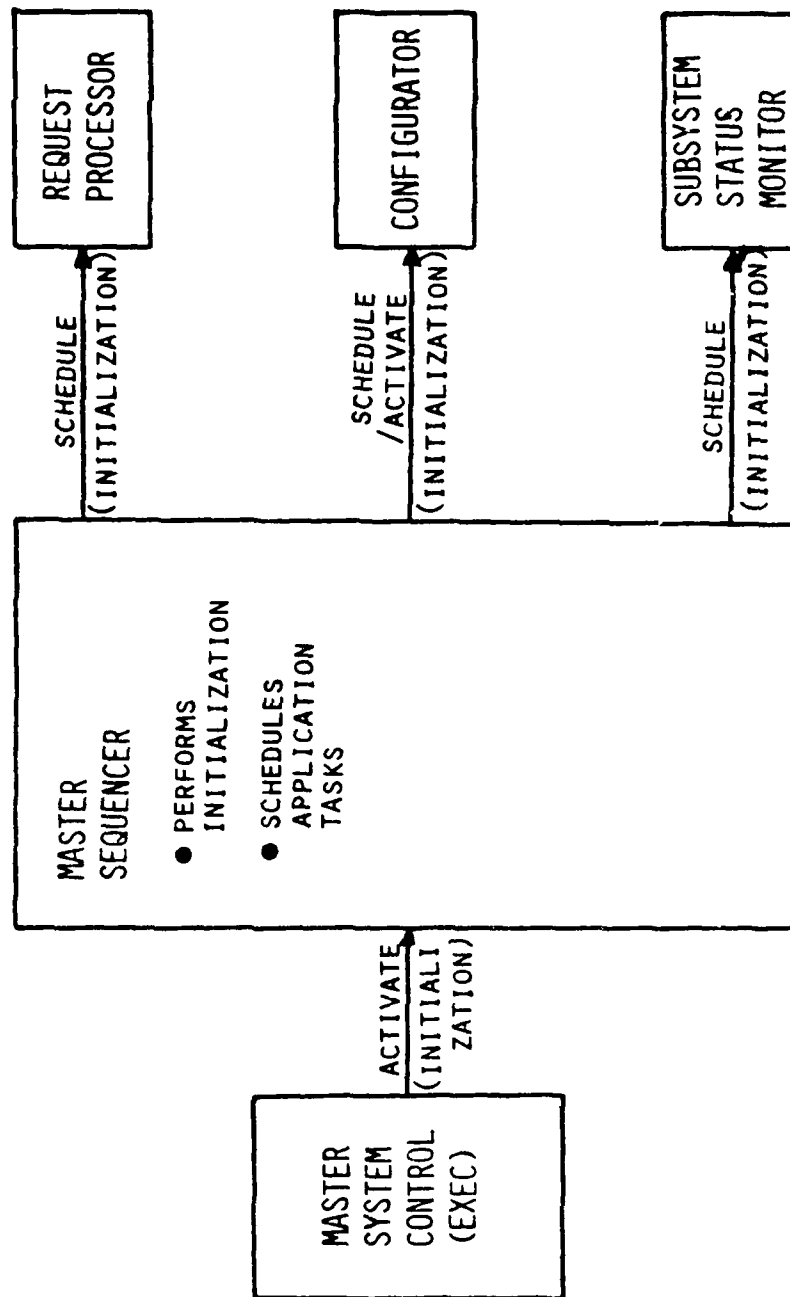 MASTER
SYSTEM
CONTROL
(EXEC)
ACTIVATE
(INITIALI
ZATION)
MASTER
SEQUENCER
● PERFORMS
INITIALIZATION
● SCHEDULES
APPLICATION
TASKS
SCHEDULE
(INITIALIZATION)
REQUEST
PROCESSOR
SCHEDULE
/ACTIVATE
(INITIALIZATION)
CONFIGURATOR
SCHEDULE
(INITIALIZATION)
SUBSYSTEM
STATUS
MONITOR